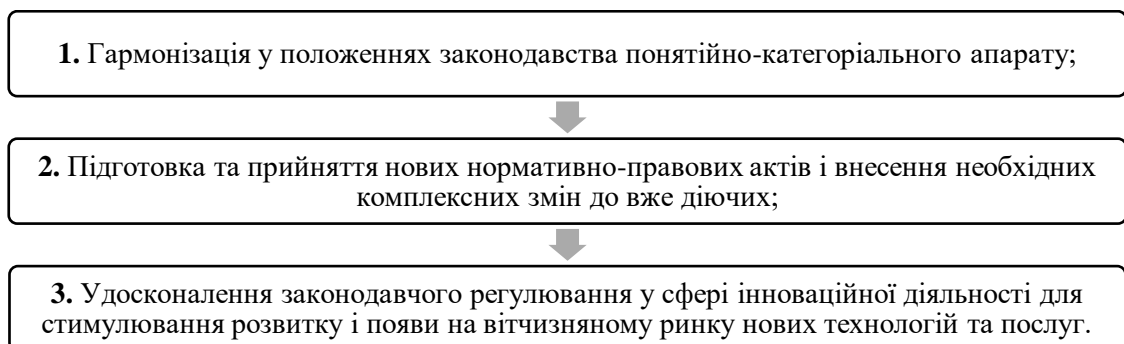 1. Гармонізація у положеннях законодавства понятійно-категоріального апарату;
2. Підготовка та прийняття нових нормативно-правових актів і внесення необхідних
комплексних змін до вже діючих;
3. Удосконалення законодавчого регулювання у сфері інноваційної діяльності для
стимулювання розвитку і появи на вітчизняному ринку нових технологій та послуг.